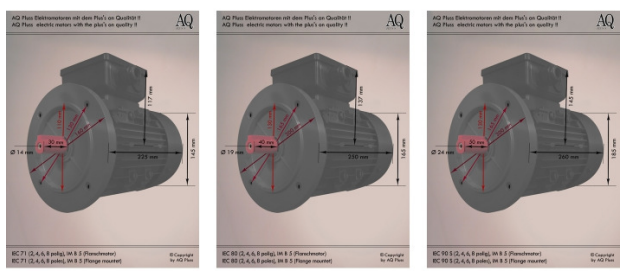 AQ Pluss Elektromotoren mit dem Plus's an Qualität !!
AQ Pluss electric motors with the plus's an quality !!
AQ
117 mm
30 mm
Ø 14 mm
225 mm
145 mm
IEC 71 (2, 4, 6, 8 polig), IM B 5 (Flanschmotor)
IEC 71 (2, 4, 6, 8 poles), IM B 5 (Flange mountet)
© Copyright
by AQ Pluss
AQ Pluss Elektromotoren mit dem Plus's an Qualität !!
AQ Pluss electric motors with the plus's an quality !!
AQ
137 mm
40 mm
Ø 19 mm
250 mm
165 mm
IEC 80 (2, 4, 6, 8 polig), IM B 5 (Flanschmotor)
IEC 80 (2, 4, 6, 8 poles), IM B 5 (Flange mountet)
© Copyright
by AQ Pluss
AQ Pluss Elektromotoren mit dem Plus's an Qualität !!
AQ Pluss electric motors with the plus's an quality !!
AQ
145 mm
50 mm
Ø 24 mm
260 mm
185 mm
IEC 90 S (2, 4, 6, 8 polig), IM B 5 (Flanschmotor)
IEC 90 S (2, 4, 6, 8 poles), IM B 5 (Flange mountet)
© Copyright
by AQ Pluss